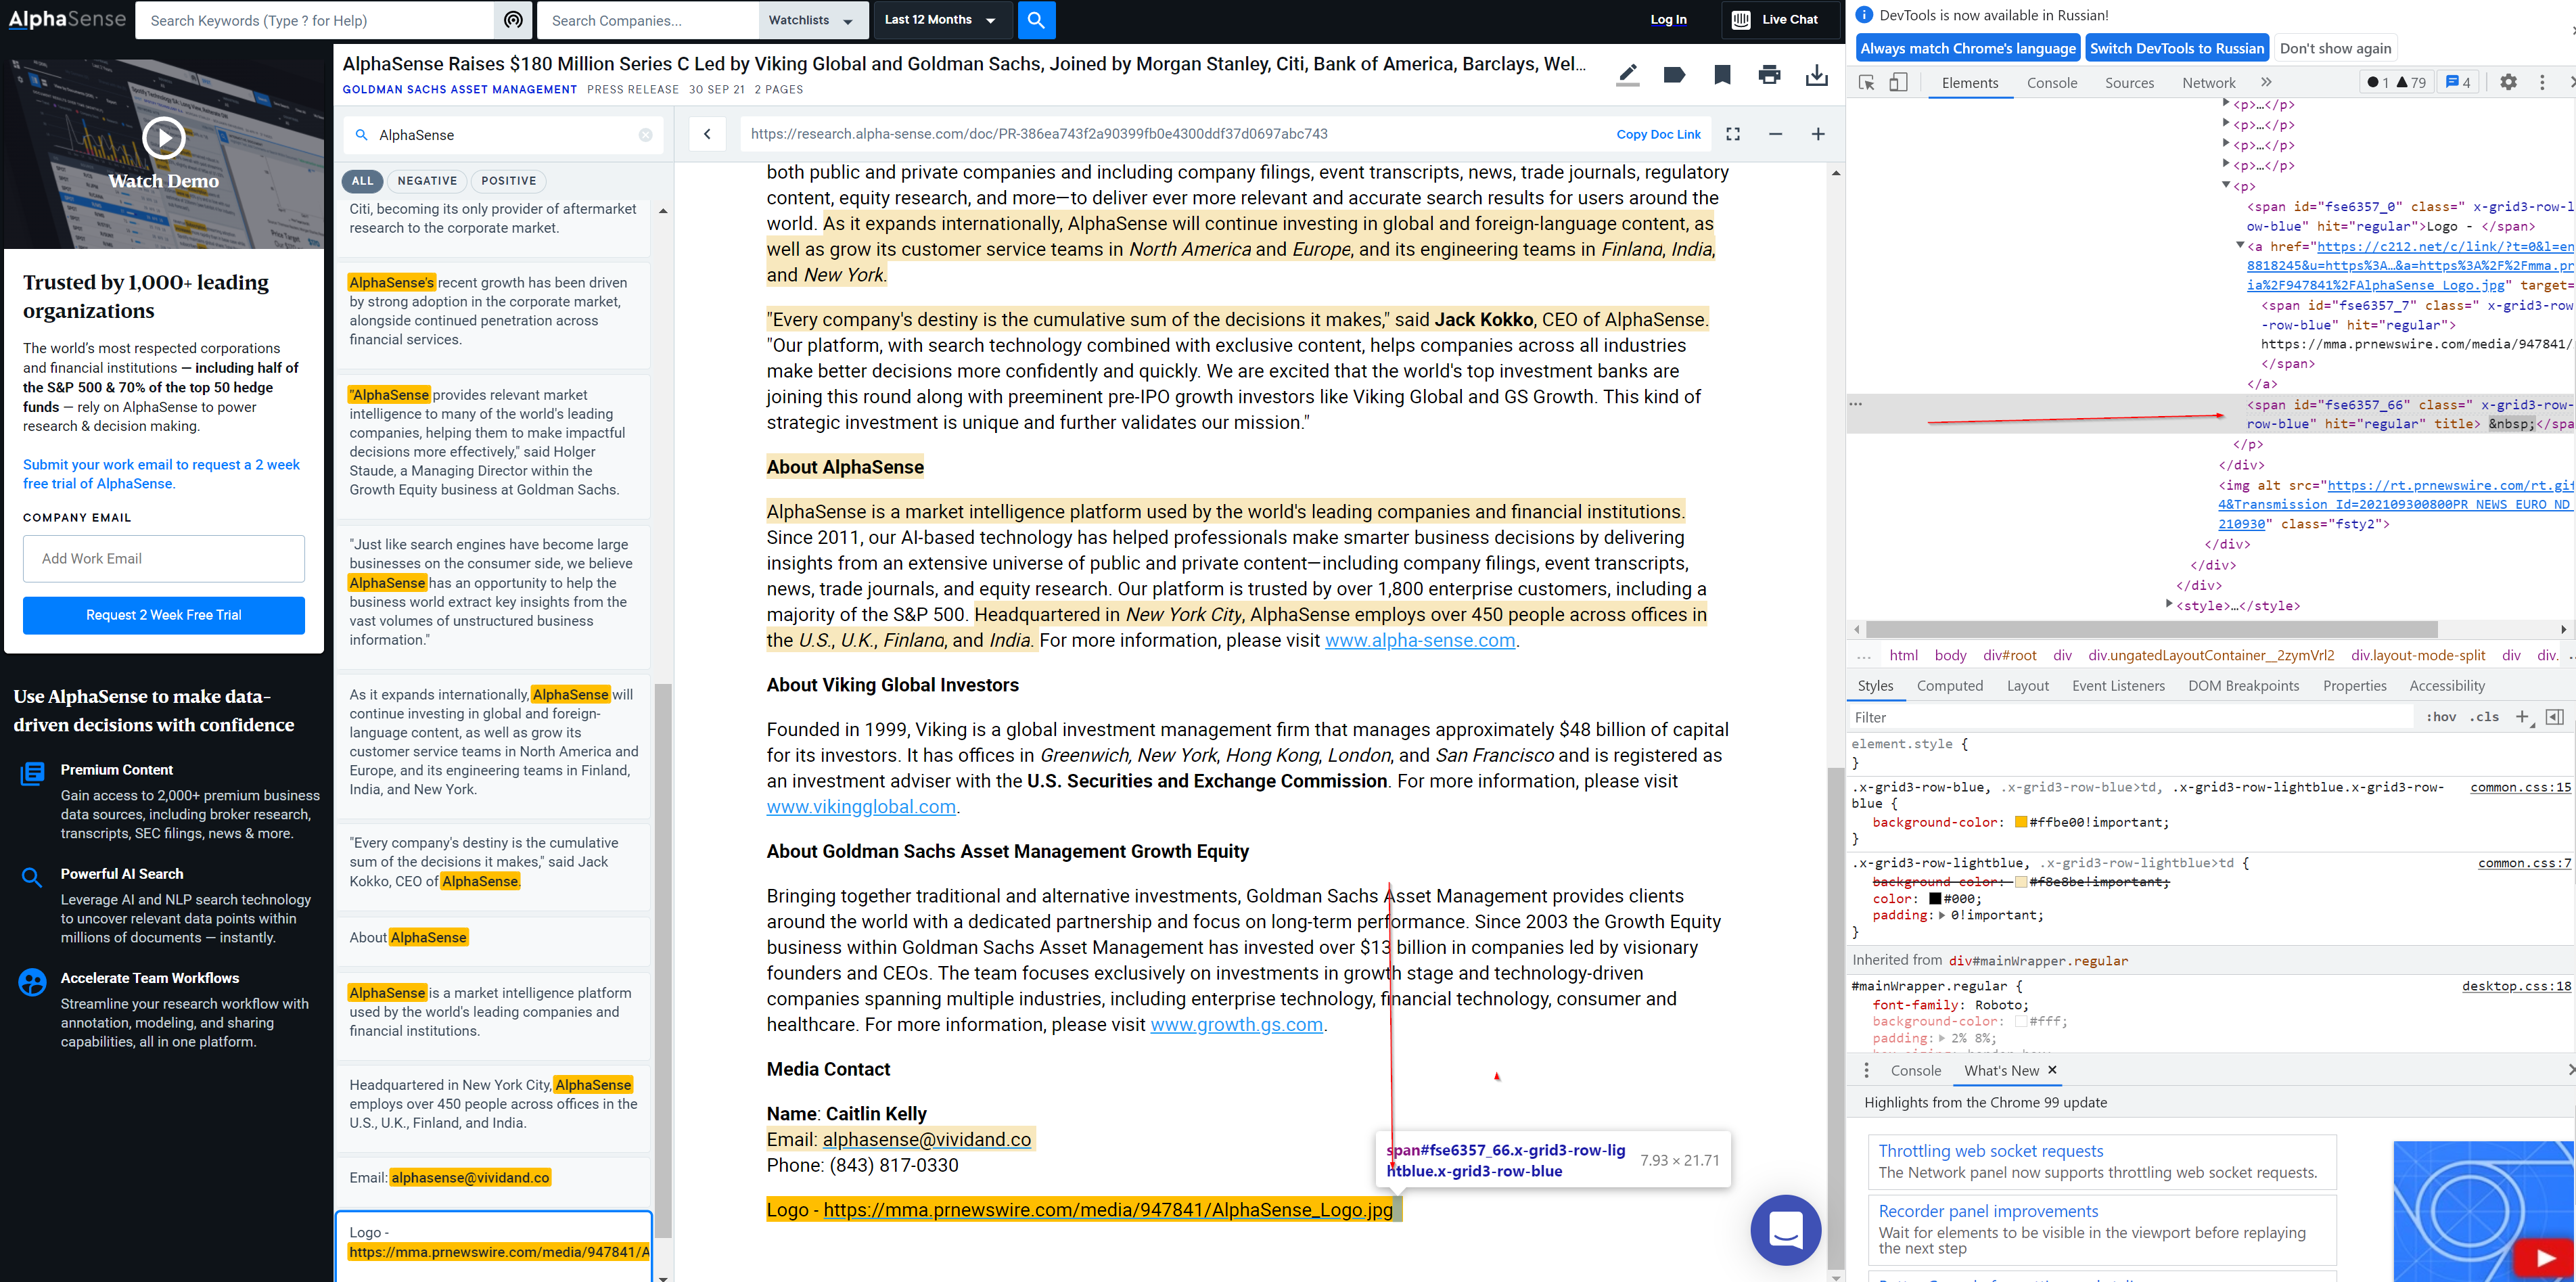 AlphaSense
Search Keywords (Type ? for Help)
Search Companies...
Watchlists
Last 12 Months
Log In
Live Chat
Watch Demo
Trusted by 1,000+ leading
organizations
The world's most respected corporations
and financial institutions — including half of
the S&P 500 & 70% of the top 50 hedge
funds — rely on AlphaSense to power
research & decision making.
Submit your work email to request a 2 week
free trial of AlphaSense.
COMPANY EMAIL
Add Work Email
Request 2 Week Free Trial
Use AlphaSense to make data-
driven decisions with confidence
Premium Content
Gain access to 2,000+ premium business
data sources, including broker research,
transcripts, SEC filings, news & more.
Powerful AI Search
Leverage AI and NLP search technology
to uncover relevant data points within
millions of documents — instantly.
Accelerate Team Workflows
Streamline your research workflow with
annotation, modeling, and sharing
capabilities, all in one platform.
AlphaSense Raises $180 Million Series C Led by Viking Global and Goldman Sachs, Joined by Morgan Stanley, Citi, Bank of America, Barclays, Wel...
GOLDMAN SACHS ASSET MANAGEMENT PRESS RELEASE 30 SEP 21 2 PAGES
AlphaSense
ALL NEGATIVE POSITIVE
Citi, becoming its only provider of aftermarket
research to the corporate market.
AlphaSense's recent growth has been driven
by strong adoption in the corporate market,
alongside continued penetration across
financial services.
"AlphaSense provides relevant market
intelligence to many of the world's leading
companies, helping them to make impactful
decisions more effectively," said Holger
Staude, a Managing Director within the
Growth Equity business at Goldman Sachs.
"Just like search engines have become large
businesses on the consumer side, we believe
AlphaSense has an opportunity to help the
business world extract key insights from the
vast volumes of unstructured business
information."
As it expands internationally, AlphaSense will
continue investing in global and foreign-
language content, as well as grow its
customer service teams in North America and
Europe, and its engineering teams in Finland,
India, and New York.
"Every company's destiny is the cumulative
sum of the decisions it makes," said Jack
Kokko, CEO of AlphaSense.
About AlphaSense
AlphaSense is a market intelligence platform
used by the world's leading companies and
financial institutions.
Headquartered in New York City, AlphaSense
employs over 450 people across offices in the
U.S., U.K., Finland, and India.
Email: alphasense@vividand.co
Logo -
https://mma.prnewswire.com/media/947841/A
https://research.alpha-sense.com/doc/PR-386ea743f2a90399fb0e4300ddf37d0697abc743
Copy Doc Link
both public and private companies and including company filings, event transcripts, news, trade journals, regulatory
content, equity research, and more—to deliver ever more relevant and accurate search results for users around the
world. As it expands internationally, AlphaSense will continue investing in global and foreign-language content, as
well as grow its customer service teams in North America and Europe, and its engineering teams in Finland, India,
and New York.
"Every company's destiny is the cumulative sum of the decisions it makes," said Jack Kokko, CEO of AlphaSense.
"Our platform, with search technology combined with exclusive content, helps companies across all industries
make better decisions more confidently and quickly. We are excited that the world's top investment banks are
joining this round along with preeminent pre-IPO growth investors like Viking Global and GS Growth. This kind of
strategic investment is unique and further validates our mission."
About AlphaSense
AlphaSense is a market intelligence platform used by the world's leading companies and financial institutions.
Since 2011, our AI-based technology has helped professionals make smarter business decisions by delivering
insights from an extensive universe of public and private content—including company filings, event transcripts,
news, trade journals, and equity research. Our platform is trusted by over 1,800 enterprise customers, including a
majority of the S&P 500. Headquartered in New York City, AlphaSense employs over 450 people across offices in
the U.S., U.K., Finland, and India. For more information, please visit www.alpha-sense.com.
About Viking Global Investors
Founded in 1999, Viking is a global investment management firm that manages approximately $48 billion of capital
for its investors. It has offices in Greenwich, New York, Hong Kong, London, and San Francisco and is registered as
an investment adviser with the U.S. Securities and Exchange Commission. For more information, please visit
www.vikingglobal.com.
About Goldman Sachs Asset Management Growth Equity
Bringing together traditional and alternative investments, Goldman Sachs Asset Management provides clients
around the world with a dedicated partnership and focus on long-term performance. Since 2003 the Growth Equity
business within Goldman Sachs Asset Management has invested over $13 billion in companies led by visionary
founders and CEOs. The team focuses exclusively on investments in growth stage and technology-driven
companies spanning multiple industries, including enterprise technology, financial technology, consumer and
healthcare. For more information, please visit www.growth.gs.com.
Media Contact
Name: Caitlin Kelly
Email: alphasense@vividand.co
Phone: (843) 817-0330
span#fse6357_66.x-grid3-row-lig
htblue.x-grid3-row-blue
7.93 × 21.71
Logo - https://mma.prnewswire.com/media/947841/AlphaSense_Logo.jpg
DevTools is now available in Russian!
Always match Chrome's language Switch DevTools to Russian Don't show again
Elements Console Sources Network 1 79 4
<p>…</p>
<p>…</p>
<p>…</p>
<p>…</p>
<p>
<span id="fse6357_0" class=" x-grid3-row-l
ow-blue" hit="regular">Logo - </span>
<a href="https://c212.net/c/link/?t=0&l=en
8818245&u=https%3A…&a=https%3A%2F%2Fmma.pr
ia%2F947841%2FAlphaSense_Logo.jpg" target=
<span id="fse6357_7" class=" x-grid3-row
-row-blue" hit="regular">
https://mma.prnewswire.com/media/947841/
</span>
</a>
<span id="fse6357_66" class=" x-grid3-row-
row-blue" hit="regular" title> &nbsp;</spa
</p>
</div>
<img alt src="https://rt.prnewswire.com/rt.gif
4&Transmission_Id=202109300800PR_NEWS_EURO_ND_
210930" class="fsty2">
</div>
</div>
</div>
<style>…</style>
... html body div#root div div.ungatedLayoutContainer__2zymVrl2 div.layout-mode-split div div.
Styles Computed Layout Event Listeners DOM Breakpoints Properties Accessibility
Filter
:hov .cls
element.style {
}
.x-grid3-row-blue, .x-grid3-row-blue>td, .x-grid3-row-lightblue.x-grid3-row- common.css:15
blue {
background-color: #ffbe00!important;
}
.x-grid3-row-lightblue, .x-grid3-row-lightblue>td { common.css:7
background-color: #f8e8be!important;
color: #000;
padding: 0!important;
}
Inherited from div#mainWrapper.regular
#mainWrapper.regular { desktop.css:18
font-family: Roboto;
background-color: #fff;
padding: 2% 8%;
Console What's New
Highlights from the Chrome 99 update
Throttling web socket requests
The Network panel now supports throttling web socket requests.
Recorder panel improvements
Wait for elements to be visible in the viewport before replaying
the next step